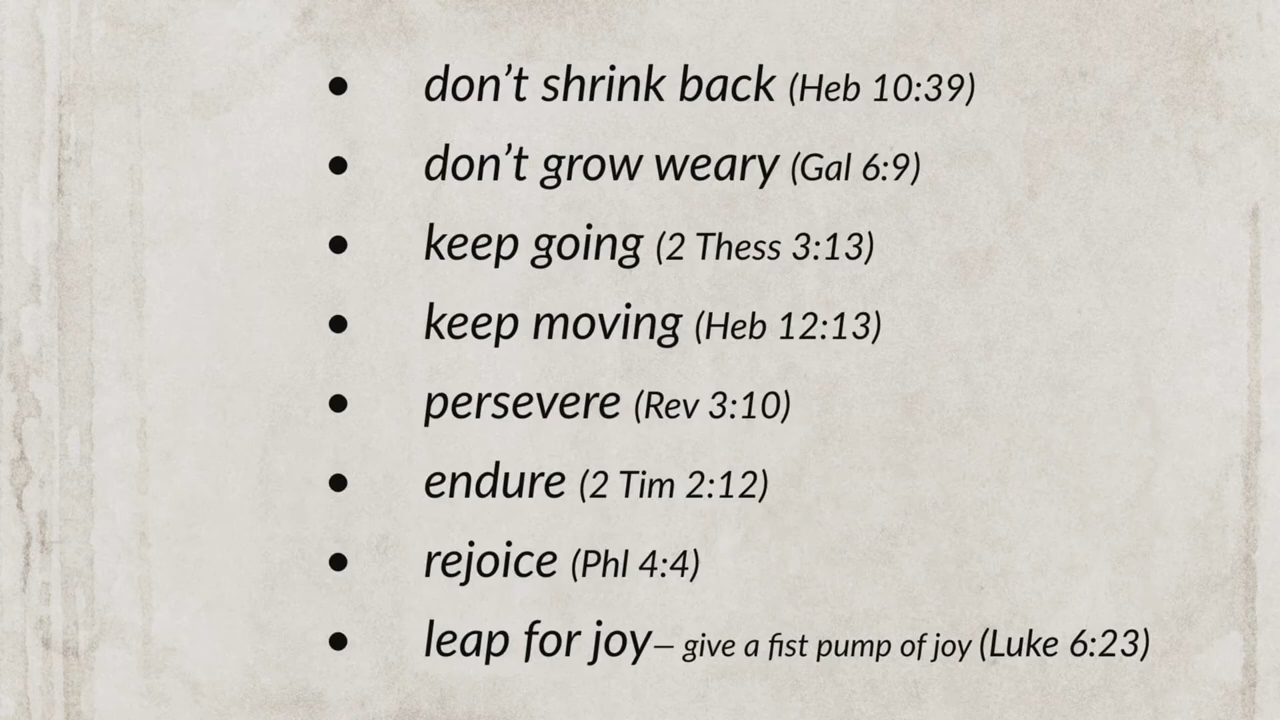 • don’t shrink back (Heb 10:39)
• don’t grow weary (Gal 6:9)
• keep going (2 Thess 3:13)
• keep moving (Heb 12:13)
• persevere (Rev 3:10)
• endure (2 Tim 2:12)
• rejoice (Phl 4:4)
• leap for joy– give a fist pump of joy (Luke 6:23)